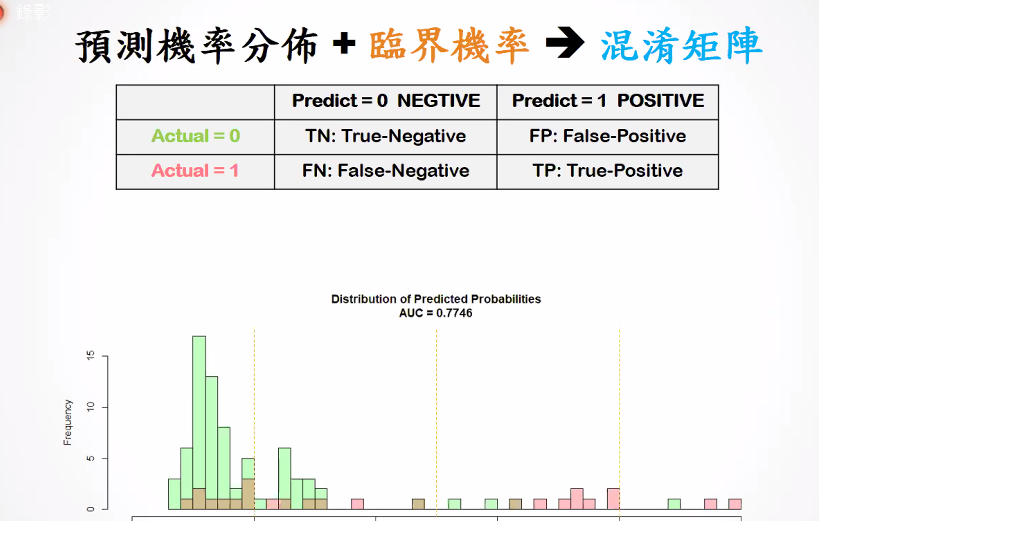 錄影
預測機率分佈 + 臨界機率 ➔ 混淆矩陣
Predict = 0 NEGTIVE Predict = 1 POSITIVE
Actual = 0 TN: True-Negative FP: False-Positive
Actual = 1 FN: False-Negative TP: True-Positive
Distribution of Predicted Probabilities
AUC = 0.7746
Frequency
15
10
5
0